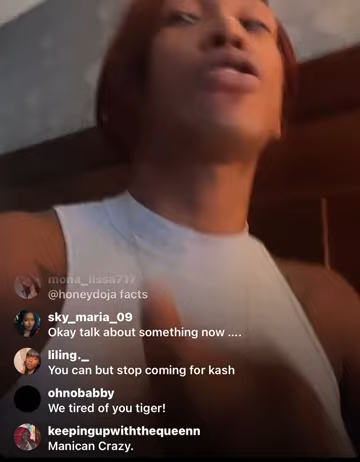 mona_lissa717
@honeydoja facts
sky_maria_09
Okay talk about something now ....
liling._
You can but stop coming for kash
ohnobabby
We tired of you tiger!
keepingupwiththequeenn
Manican Crazy.